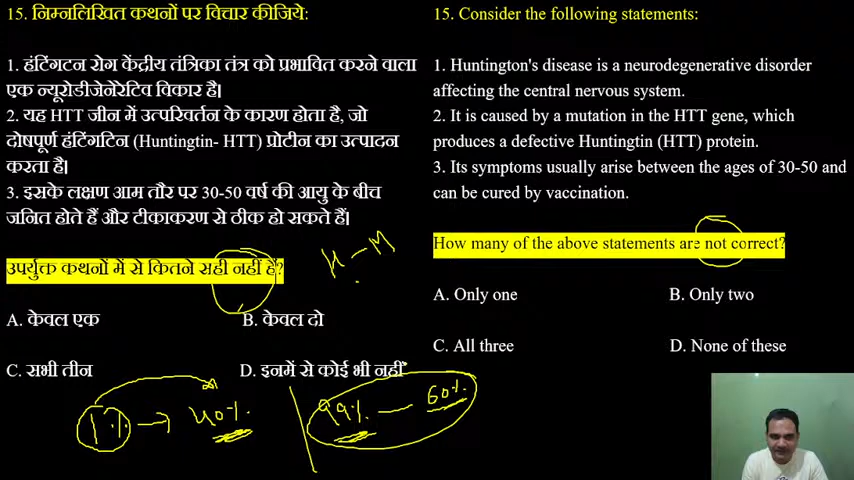 15. निम्नलिखित कथनों पर विचार कीजिये:
1. हंटिंगटन रोग केंद्रीय तंत्रिका तंत्र को प्रभावित करने वाला
एक न्यूरोडीजेनेरेटिव विकार है।
2. यह HTT जीन में उत्परिवर्तन के कारण होता है, जो
दोषपूर्ण हंटिंगटिन (Huntingtin- HTT) प्रोटीन का उत्पादन
करता है।
3. इसके लक्षण आम तौर पर 30-50 वर्ष की आयु के बीच
जनित होते हैं और टीकाकरण से ठीक हो सकते हैं।
उपर्युक्त कथनों में से कितने सही नहीं हैं?
A. केवल एक
B. केवल दो
C. सभी तीन
D. इनमें से कोई भी नहीं
H - M
1% → 40%
99% — 60%
15. Consider the following statements:
1. Huntington's disease is a neurodegenerative disorder
affecting the central nervous system.
2. It is caused by a mutation in the HTT gene, which
produces a defective Huntingtin (HTT) protein.
3. Its symptoms usually arise between the ages of 30-50 and
can be cured by vaccination.
How many of the above statements are not correct?
A. Only one
B. Only two
C. All three
D. None of these